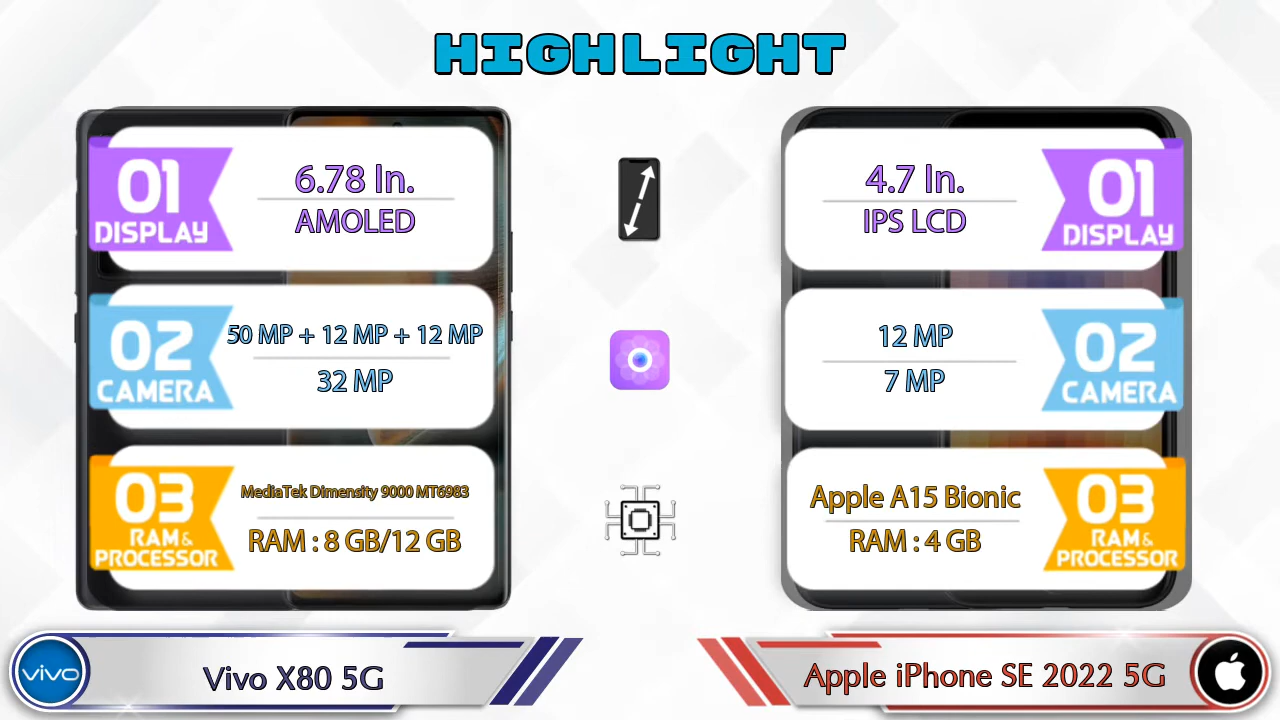 HIGHLIGHT
01
DISPLAY
6.78 In.
AMOLED
02
CAMERA
50 MP + 12 MP + 12 MP
32 MP
03
RAM &
PROCESSOR
MediaTek Dimensity 9000 MT6983
RAM : 8 GB/12 GB
4.7 In.
IPS LCD
01
DISPLAY
12 MP
7 MP
02
CAMERA
Apple A15 Bionic
RAM : 4 GB
03
RAM &
PROCESSOR
vivo
Vivo X80 5G
Apple iPhone SE 2022 5G